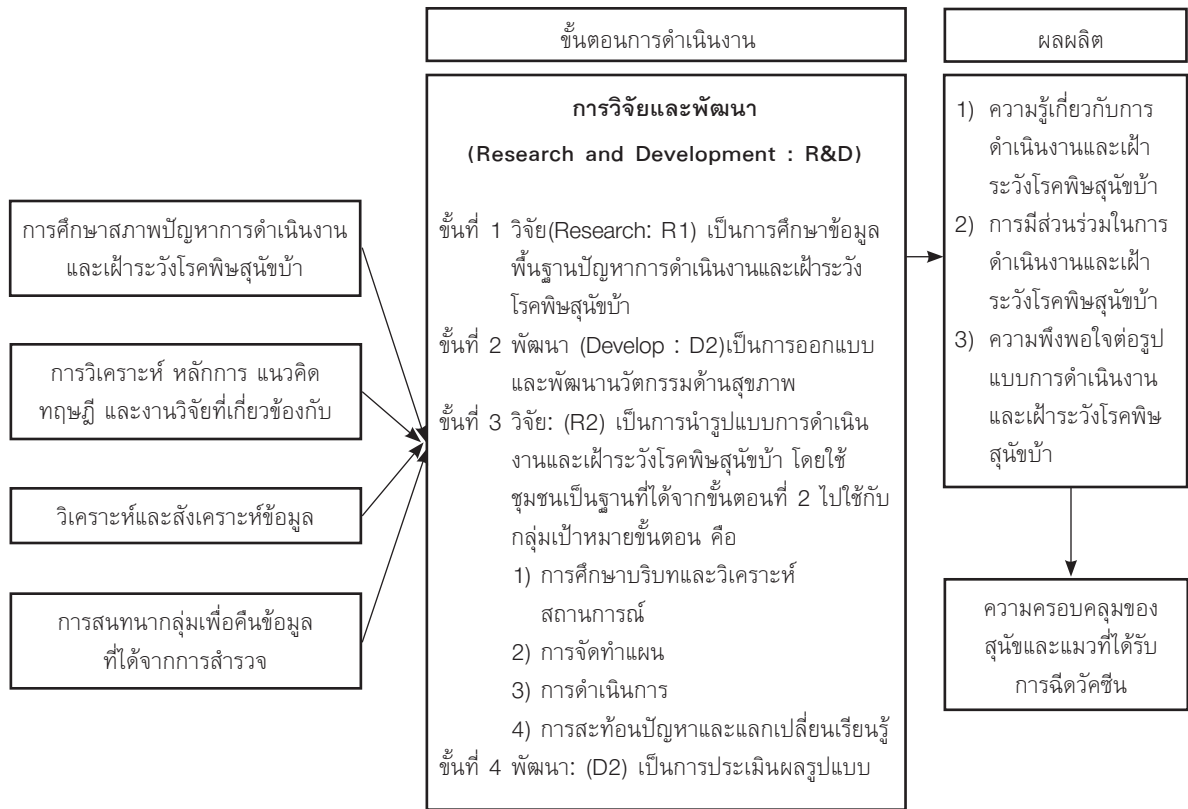 ขั้นตอนการดำเนินงาน
ผลผลิต
การศึกษาสภาพปัญหาการดำเนินงาน
และเฝ้าระวังโรคพิษสุนัขบ้า
การวิเคราะห์ หลักการ แนวคิด
ทฤษฎี และงานวิจัยที่เกี่ยวข้องกับ
วิเคราะห์และสังเคราะห์ข้อมูล
การสนทนากลุ่มเพื่อคืนข้อมูล
ที่ได้จากการสำรวจ
การวิจัยและพัฒนา
(Research and Development : R&D)
ขั้นที่ 1 วิจัย(Research: R1) เป็นการศึกษาข้อมูล
พื้นฐานปัญหาการดำเนินงานและเฝ้าระวัง
โรคพิษสุนัขบ้า
ขั้นที่ 2 พัฒนา (Develop : D2)เป็นการออกแบบ
และพัฒนานวัตกรรมด้านสุขภาพ
ขั้นที่ 3 วิจัย: (R2) เป็นการนำรูปแบบการดำเนิน
งานและเฝ้าระวังโรคพิษสุนัขบ้า โดยใช้
ชุมชนเป็นฐานที่ได้จากขั้นตอนที่ 2 ไปใช้กับ
กลุ่มเป้าหมายขั้นตอน คือ
1) การศึกษาบริบทและวิเคราะห์
สถานการณ์
2) การจัดทำแผน
3) การดำเนินการ
4) การสะท้อนปัญหาและแลกเปลี่ยนเรียนรู้
ขั้นที่ 4 พัฒนา: (D2) เป็นการประเมินผลรูปแบบ
1) ความรู้เกี่ยวกับการ
ดำเนินงานและเฝ้า
ระวังโรคพิษสุนัขบ้า
2) การมีส่วนร่วมในการ
ดำเนินงานและเฝ้า
ระวังโรคพิษสุนัขบ้า
3) ความพึงพอใจต่อรูป
แบบการดำเนินงาน
และเฝ้าระวังโรคพิษ
สุนัขบ้า
ความครอบคลุมของ
สุนัขและแมวที่ได้รับ
การฉีดวัคซีน